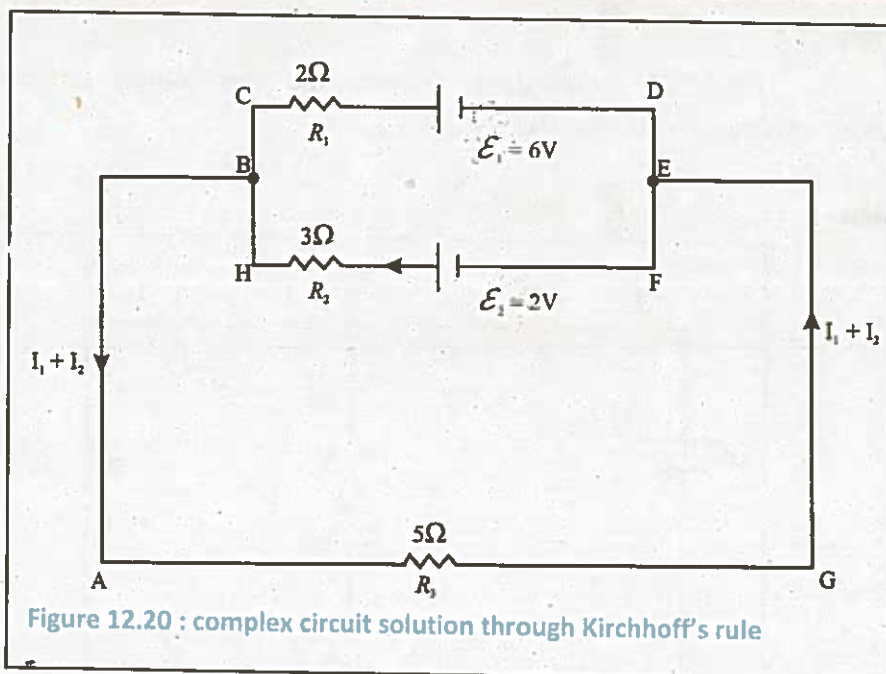 2Ω
C
D
R₁
ℰ₁ = 6V
B
E
3Ω
H
F
R₂
ℰ₂ = 2V
I₁ + I₂
I₁ + I₂
5Ω
A
G
R₃
Figure 12.20 : complex circuit solution through Kirchhoff's rule